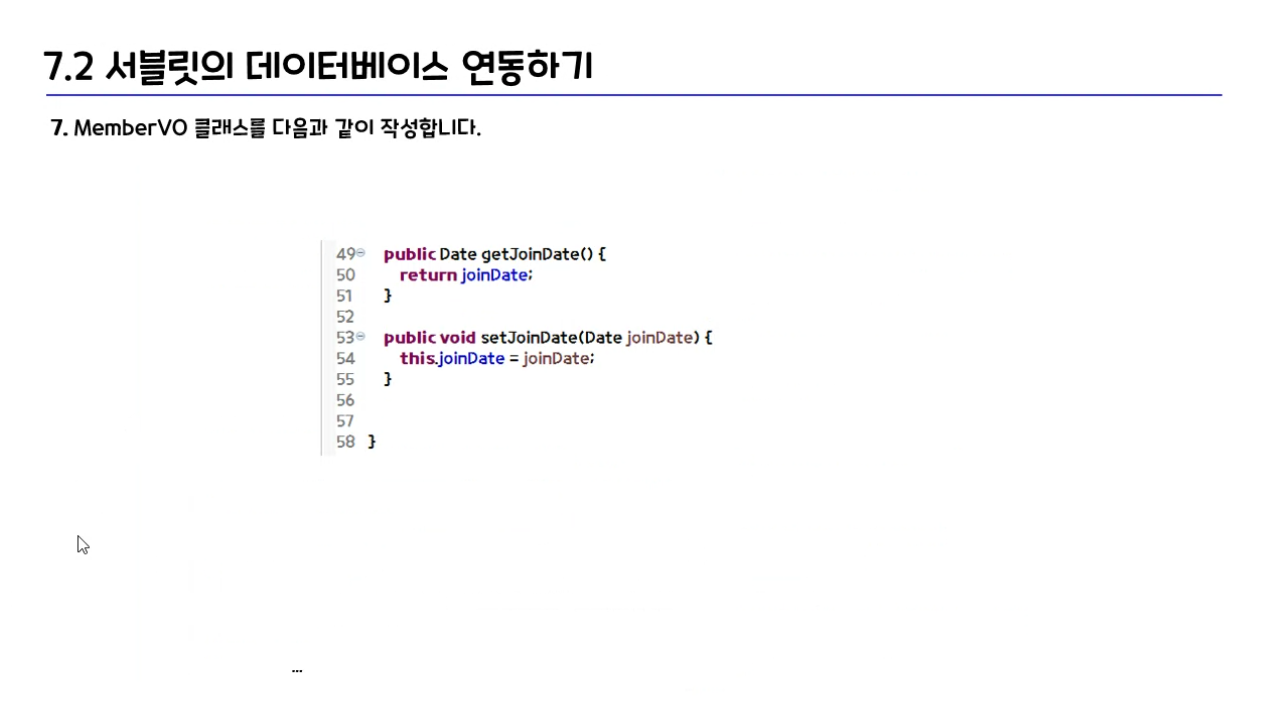 7.2 서블릿의 데이터베이스 연동하기
7. MemberVO 클래스를 다음과 같이 작성합니다.
49 public Date getJoinDate() {
50 return joinDate;
51 }
52
53 public void setJoinDate(Date joinDate) {
54 this.joinDate = joinDate;
55 }
56
57
58 }
...